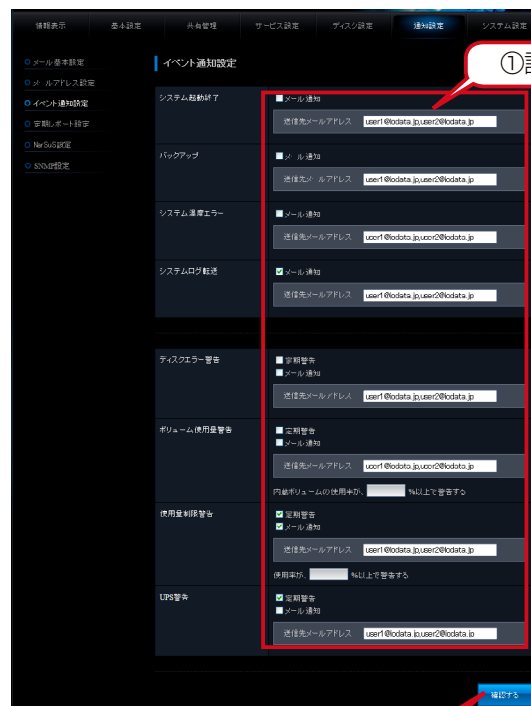 情報表示 基本設定 共有管理 サービス設定 ディスク設定 通知設定 システム設定
メール基本設定
メールアドレス設定
イベント通知設定
定期レポート設定
NarSuS設定
SNMP設定
イベント通知設定
①
システム起動終了
メール通知
送信先メールアドレス user1@iodata.jp,user2@iodata.jp
バックアップ
メール通知
送信先メールアドレス user1@iodata.jp,user2@iodata.jp
システム温度エラー
メール通知
送信先メールアドレス user1@iodata.jp,user2@iodata.jp
システムログ転送
メール通知
送信先メールアドレス user1@iodata.jp,user2@iodata.jp
ディスクエラー警告
定期警告
メール通知
送信先メールアドレス user1@iodata.jp,user2@iodata.jp
ボリューム使用量警告
定期警告
メール通知
送信先メールアドレス user1@iodata.jp,user2@iodata.jp
内蔵ボリュームの使用率が、 %以上で警告する
使用量制限警告
定期警告
メール通知
送信先メールアドレス user1@iodata.jp,user2@iodata.jp
使用率が、 %以上で警告する
UPS警告
定期警告
メール通知
送信先メールアドレス user1@iodata.jp,user2@iodata.jp
確認する